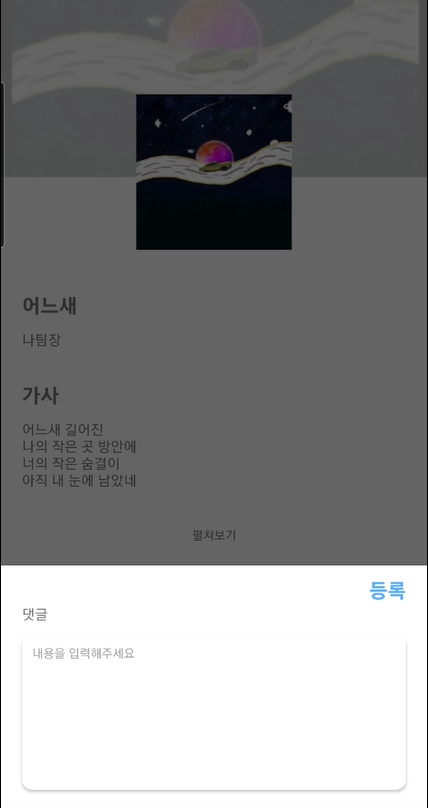 어느새
나팀장
가사
어느새 길어진
나의 작은 곳 방안에
너의 작은 숨결이
아직 내 눈에 남았네
펼쳐보기
등록
댓글
내용을 입력해주세요